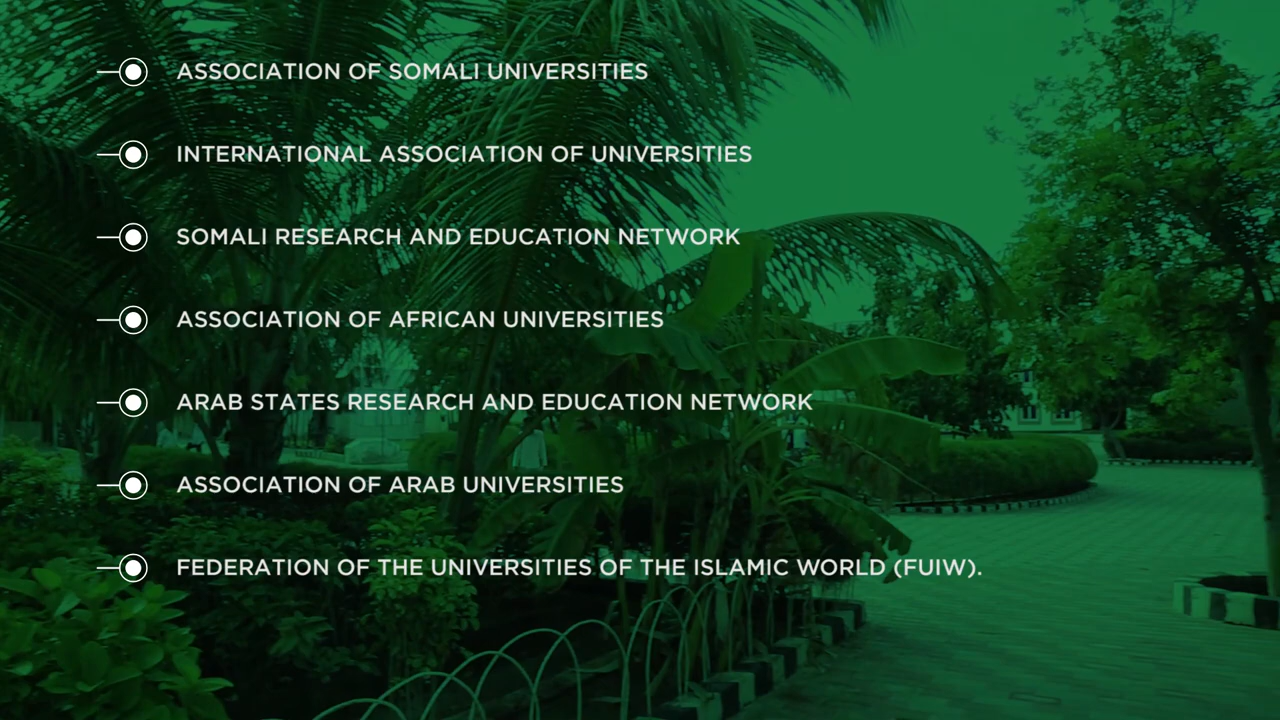 ASSOCIATION OF SOMALI UNIVERSITIES
INTERNATIONAL ASSOCIATION OF UNIVERSITIES
SOMALI RESEARCH AND EDUCATION NETWORK
ASSOCIATION OF AFRICAN UNIVERSITIES
ARAB STATES RESEARCH AND EDUCATION NETWORK
ASSOCIATION OF ARAB UNIVERSITIES
FEDERATION OF THE UNIVERSITIES OF THE ISLAMIC WORLD (FUIW).